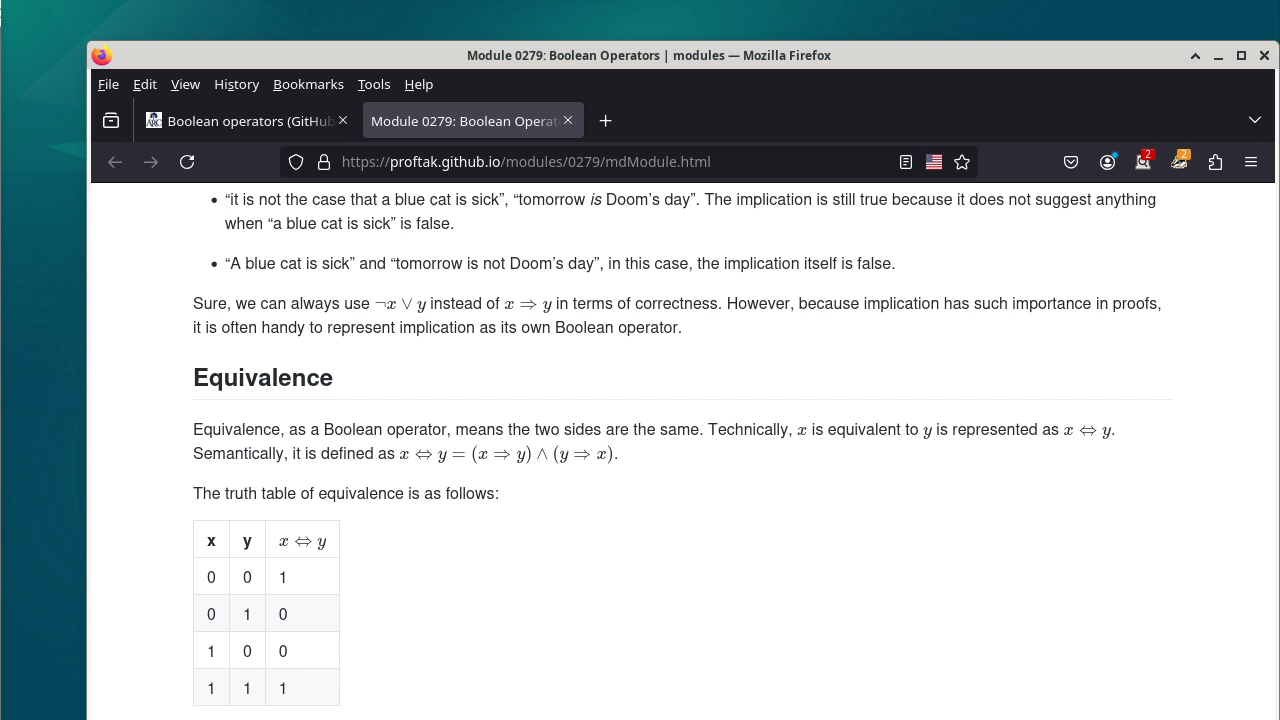 Module 0279: Boolean Operators | modules — Mozilla Firefox
File Edit View History Bookmarks Tools Help
Boolean operators (GitHub
Module 0279: Boolean Operat
https://proftak.github.io/modules/0279/mdModule.html
2
2
• “it is not the case that a blue cat is sick”, “tomorrow is Doom’s day”. The implication is still true because it does not suggest anything
when “a blue cat is sick” is false.
• “A blue cat is sick” and “tomorrow is not Doom’s day”, in this case, the implication itself is false.
Sure, we can always use ¬x ∨ y instead of x ⇒ y in terms of correctness. However, because implication has such importance in proofs,
it is often handy to represent implication as its own Boolean operator.
Equivalence
Equivalence, as a Boolean operator, means the two sides are the same. Technically, x is equivalent to y is represented as x ⇔ y.
Semantically, it is defined as x ⇔ y = (x ⇒ y) ∧ (y ⇒ x).
The truth table of equivalence is as follows:
x y x ⇔ y
0 0 1
0 1 0
1 0 0
1 1 1